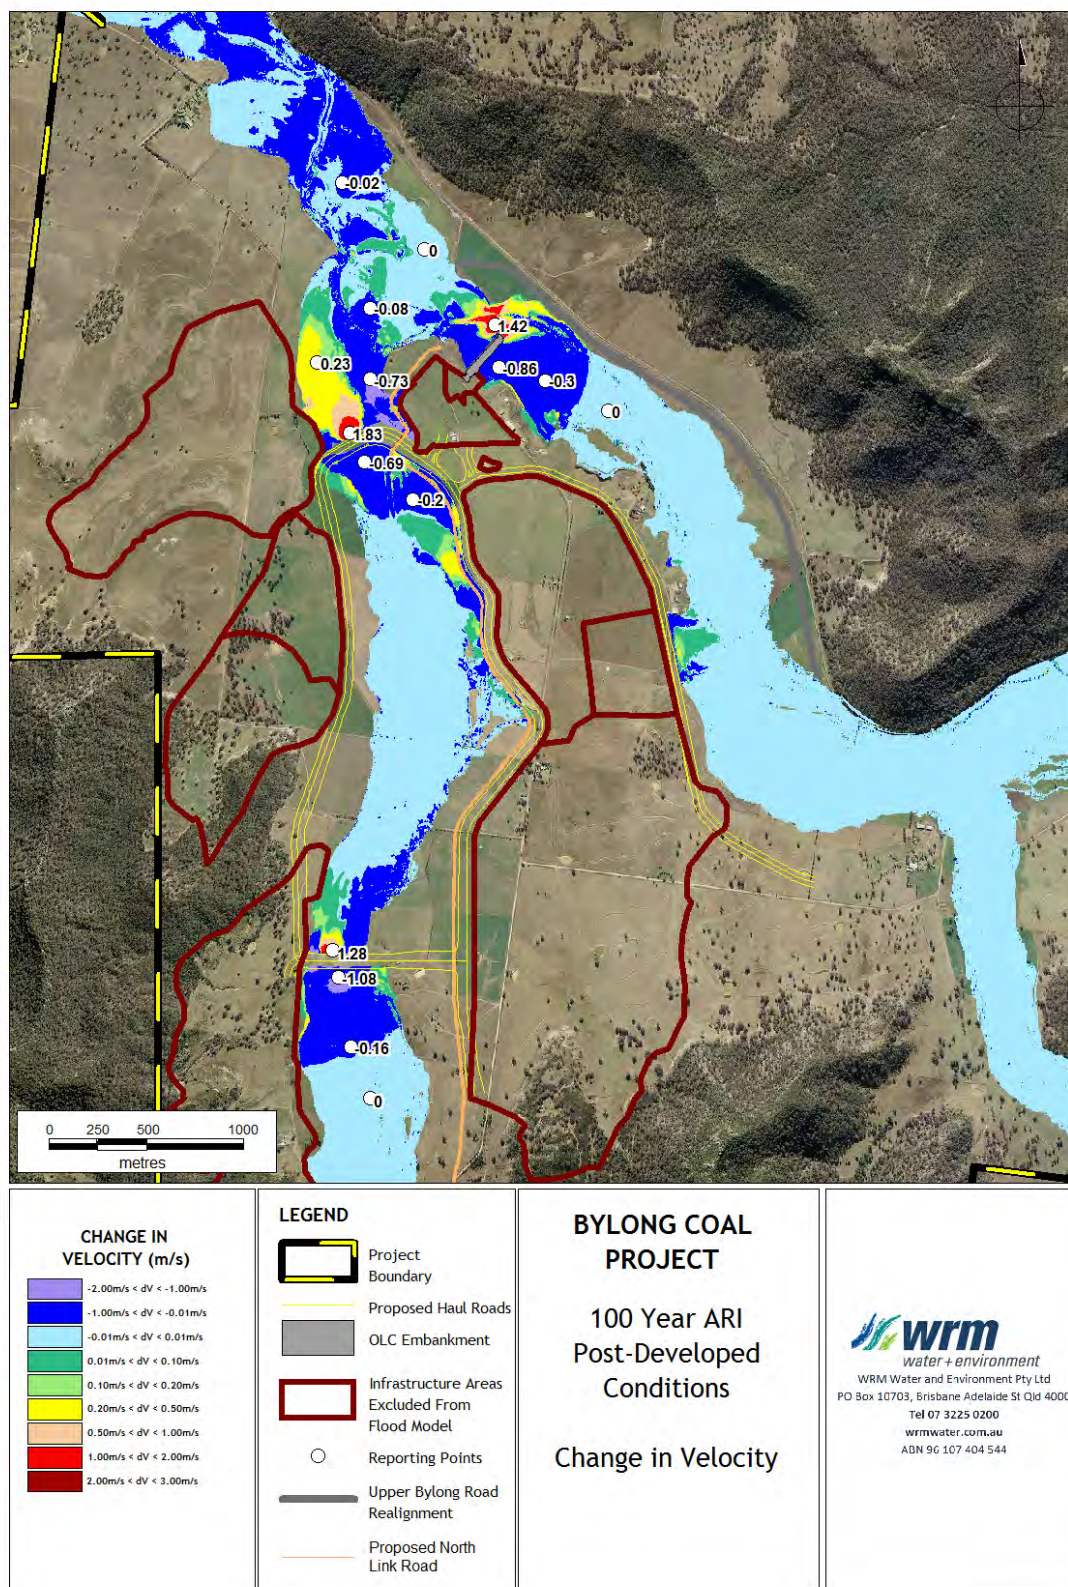 -0.02
0
-0.08
1.42
0.23
-0.86
-0.73
-0.3
0
1.83
-0.69
-0.2
1.28
-1.08
-0.16
0
0 250 500 1000
metres
CHANGE IN
VELOCITY (m/s)
-2.00m/s < dV < -1.00m/s
-1.00m/s < dV < -0.01m/s
-0.01m/s < dV < 0.01m/s
0.01m/s < dV < 0.10m/s
0.10m/s < dV < 0.20m/s
0.20m/s < dV < 0.50m/s
0.50m/s < dV < 1.00m/s
1.00m/s < dV < 2.00m/s
2.00m/s < dV < 3.00m/s
LEGEND
Project
Boundary
Proposed Haul Roads
OLC Embankment
Infrastructure Areas
Excluded From
Flood Model
Reporting Points
Upper Bylong Road
Realignment
Proposed North
Link Road
BYLONG COAL
PROJECT
100 Year ARI
Post-Developed
Conditions
Change in Velocity
wrm
water+environment
WRM Water and Environment Pty Ltd
PO Box 10703, Brisbane Adelaide St Qld 4000
Tel 07 3225 0200
wrmwater.com.au
ABN 96 107 404 544